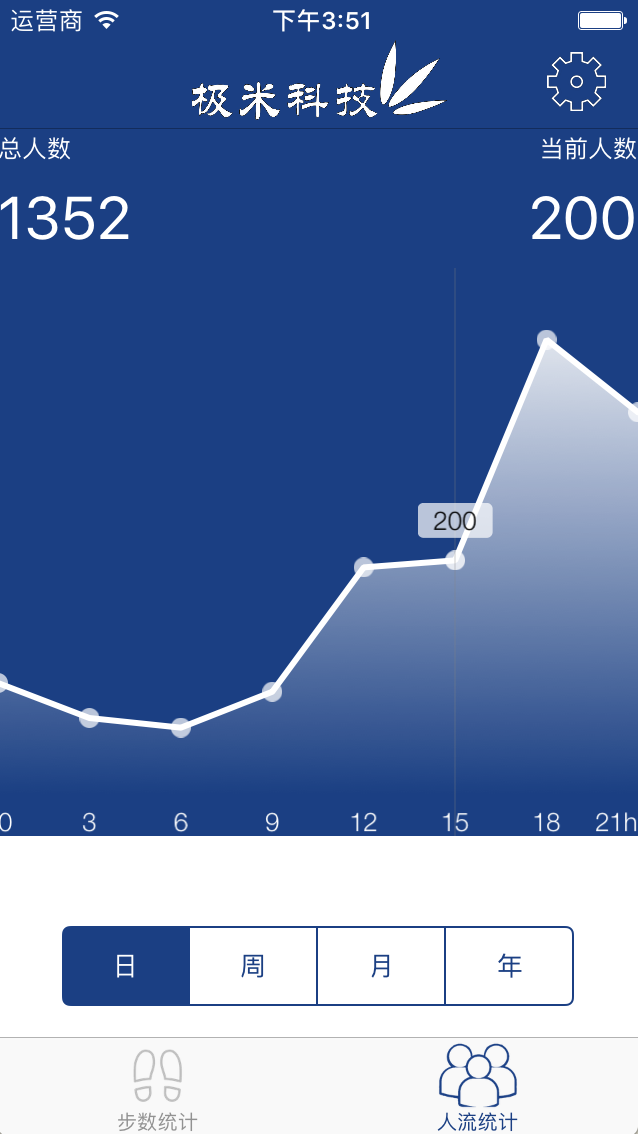 运营商 下午3:51
极米科技
总人数 当前人数
1352 200
200
0 3 6 9 12 15 18 21h
日 周 月 年
步数统计 人流统计